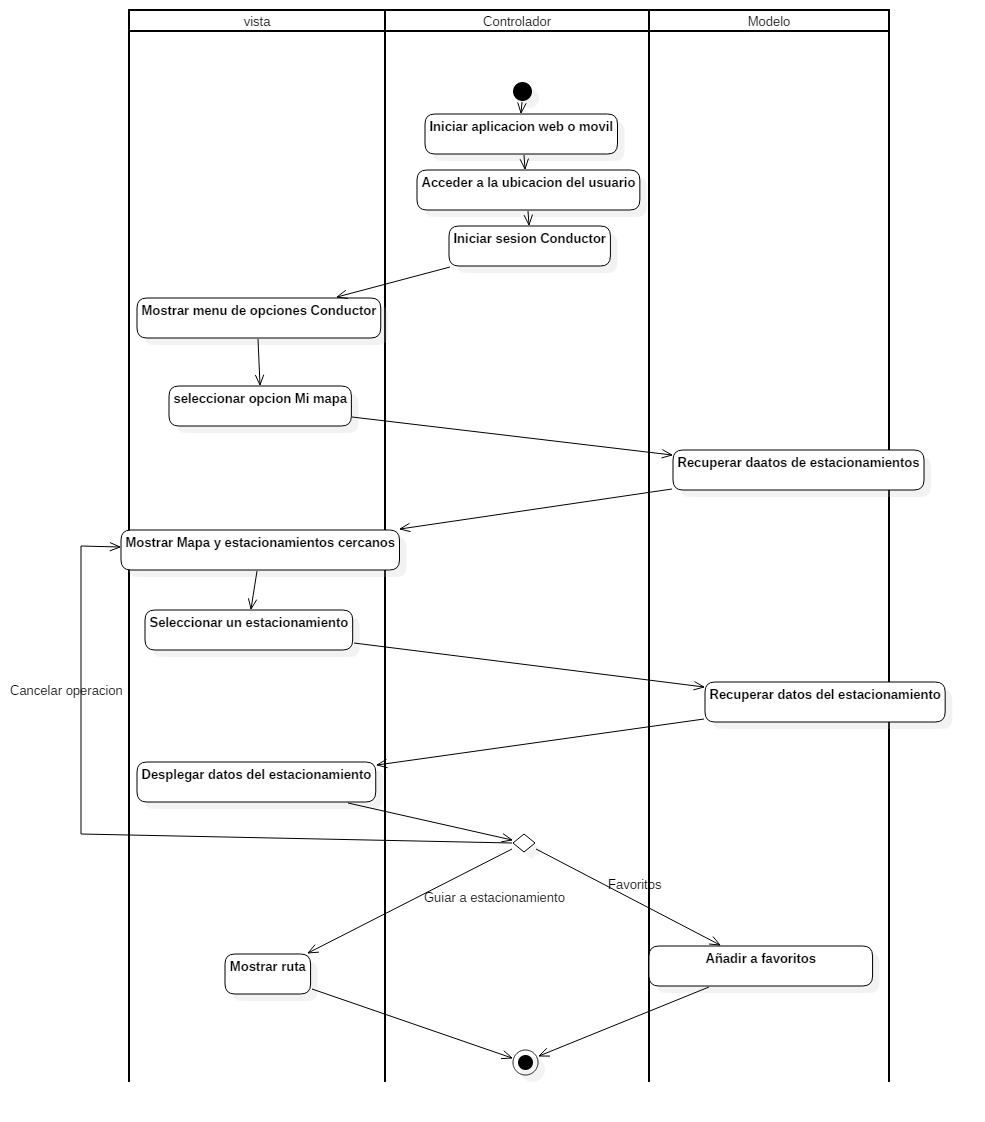 vista
Controlador
Modelo
Iniciar aplicacion web o movil
Acceder a la ubicacion del usuario
Iniciar sesion Conductor
Mostrar menu de opciones Conductor
seleccionar opcion Mi mapa
Recuperar daatos de estacionamientos
Mostrar Mapa y estacionamientos cercanos
Seleccionar un estacionamiento
Cancelar operacion
Recuperar datos del estacionamiento
Desplegar datos del estacionamiento
Favoritos
Guiar a estacionamiento
Añadir a favoritos
Mostrar ruta